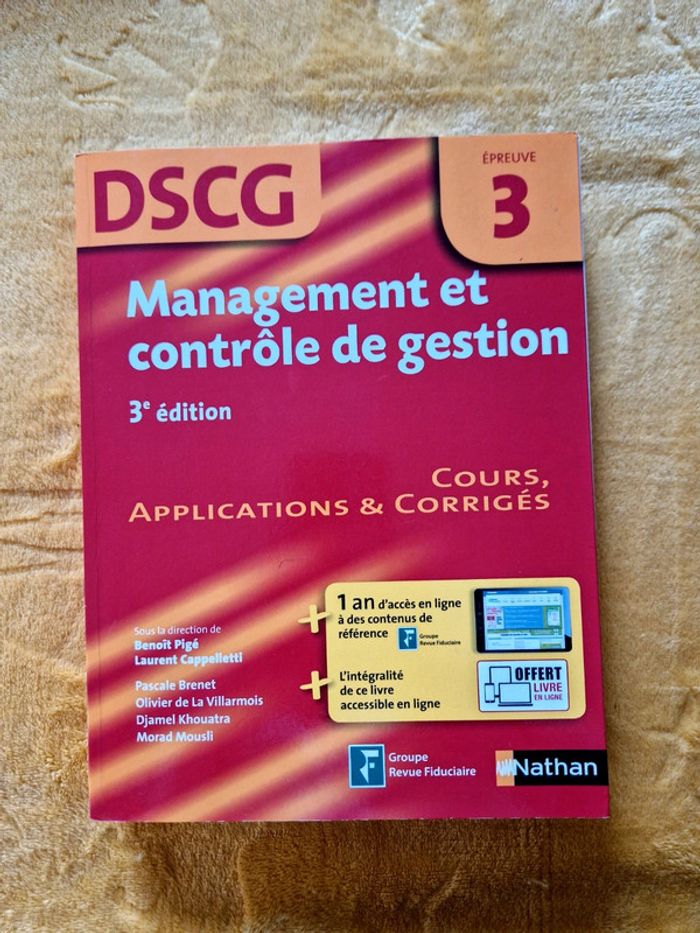 DSCG
ÉPREUVE
3
Management et
contrôle de gestion
3e édition
COURS,
APPLICATIONS & CORRIGÉS
+ 1 an d'accès en ligne
à des contenus de
référence
Groupe
Revue Fiduciaire
+ L'intégralité
de ce livre
accessible en ligne
OFFERT
LIVRE
EN LIGNE
Sous la direction de
Benoît Pigé
Laurent Cappelletti
Pascale Brenet
Olivier de La Villarmois
Djamel Khouatra
Morad Mousli
RF
Groupe
Revue Fiduciaire
Nathan